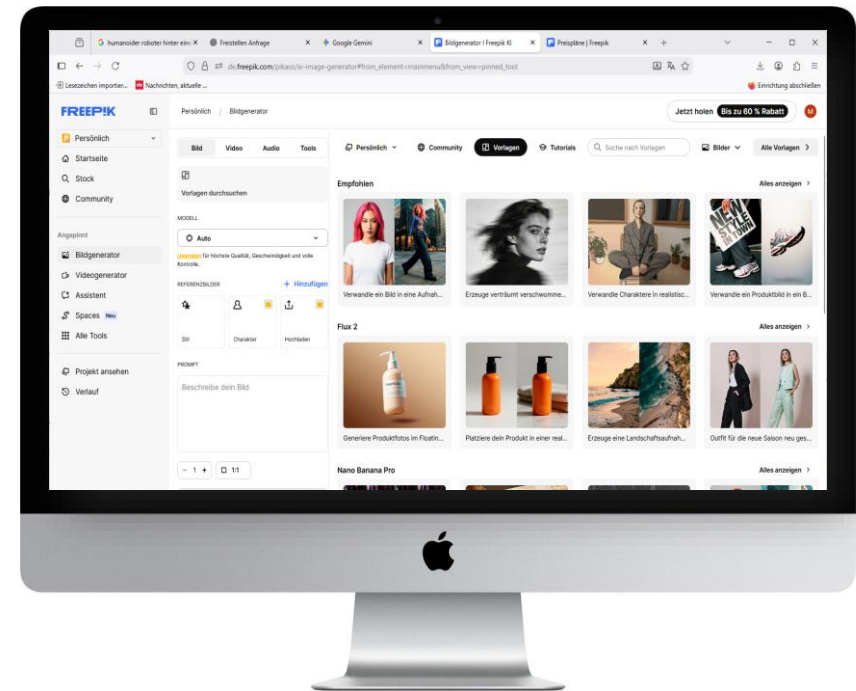 humanoider roboter hinter ein
Freistellen Anfrage
Google Gemini
Bildgenerator | Freepik KI
Preispläne | Freepik
de.freepik.com/pikaso/ai-image-generator#from_element=mainmenu&from_view=pinned_tool
Lesezeichen importier...
Nachrichten, aktuelle ...
Einrichtung abschließen
FREEP!K
Persönlich / Bildgenerator
Jetzt holen Bis zu 60 % Rabatt
M
Persönlich
Startseite
Stock
Community
Angepinnt
Bildgenerator
Videogenerator
Assistent
Spaces Neu
Alle Tools
Projekt ansehen
Verlauf
Bild Video Audio Tools
Vorlagen durchsuchen
MODELL
Auto
für höchste Qualität, Geschwindigkeit und volle
Kontrolle.
REFERENZBILDER + Hinzufügen
Stil Charakter Hochladen
PROMPT
Beschreibe dein Bild
- 1 + 1:1
Persönlich Community Vorlagen Tutorials Suche nach Vorlagen Bilder Alle Vorlagen
Empfohlen Alles anzeigen
NEW STYLE IN TOWN
Verwandle ein Bild in eine Aufnah...
Erzeuge verträumt verschwomme...
Verwandle Charaktere in realistisc...
Verwandle ein Produktbild in ein B...
Flux 2 Alles anzeigen
Generiere Produktfotos im Floatin...
Platziere dein Produkt in einer real...
Erzeuge eine Landschaftsaufnah...
Outfit für die neue Saison neu ges...
Nano Banana Pro Alles anzeigen